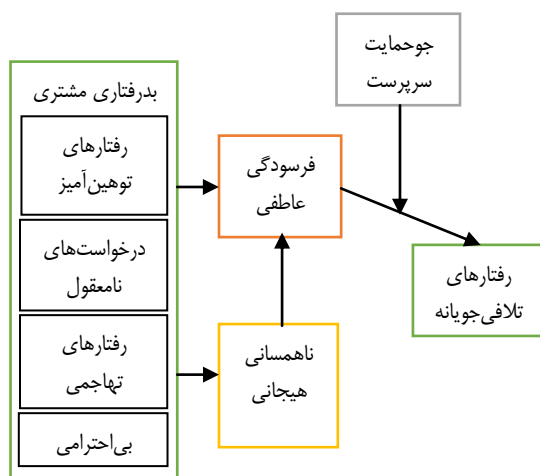 جوحمایت
سرپرست
بدرفتاری مشتری
رفتارهای
توهین‌آمیز
درخواست‌های
نامعقول
رفتارهای
تهاجمی
بی‌احترامی
فرسودگی
عاطفی
ناهمسانی
هیجانی
رفتارهای
تلافی‌جویانه